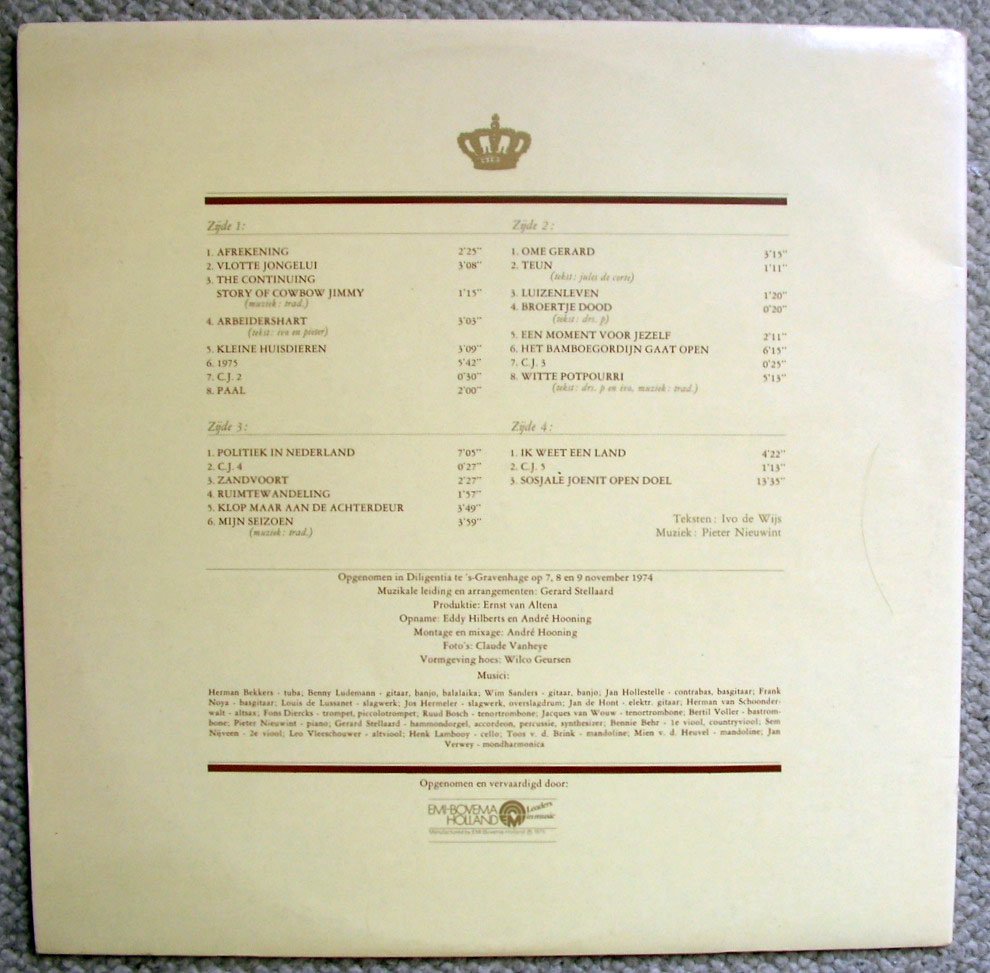 Zijde 1:
1. AFREKENING 2'25"
2. VLOTTE JONGELUI 3'08"
3. THE CONTINUING
STORY OF COWBOW JIMMY 1'15"
(muziek: trad.)
4. ARBEIDERSHART 3'03"
(tekst: ivo en pieter)
5. KLEINE HUISDIEREN 3'09"
6. 1975 5'42"
7. C.J. 2 0'30"
8. PAAL 2'00"
Zijde 2:
1. OME GERARD 3'15"
2. TEUN 1'11"
(tekst: jules de corte)
3. LUIZENLEVEN 1'20"
4. BROERTJE DOOD 0'20"
(tekst: drs. p)
5. EEN MOMENT VOOR JEZELF 2'11"
6. HET BAMBOEGORDIJN GAAT OPEN 6'15"
7. C.J. 3 0'25"
8. WITTE POTPOURRI 5'13"
(tekst: drs. p en ivo, muziek: trad.)
Zijde 3:
1. POLITIEK IN NEDERLAND 7'05"
2. C.J. 4 0'27"
3. ZANDVOORT 2'27"
4. RUIMTEWANDELING 1'57"
5. KLOP MAAR AAN DE ACHTERDEUR 3'49"
6. MIJN SEIZOEN 3'59"
(muziek: trad.)
Zijde 4:
1. IK WEET EEN LAND 4'22"
2. C.J. 5 1'13"
3. SOSJALÈ JOENIT OPEN DOEL 13'35"
Teksten: Ivo de Wijs
Muziek: Pieter Nieuwint
Opgenomen in Diligentia te 's-Gravenhage op 7, 8 en 9 november 1974
Muzikale leiding en arrangementen: Gerard Stellaard
Produktie: Ernst van Altena
Opname: Eddy Hilberts en André Hooning
Montage en mixage: André Hooning
Foto's: Claude Vanheye
Vormgeving hoes: Wilco Geursen
Musici:
Herman Bekkers - tuba; Benny Ludemann - gitaar, banjo, balalaika; Wim Sanders - gitaar, banjo; Jan Hollestelle - contrabas, basgitaar; Frank
Noya - basgitaar; Louis de Lussanet - slagwerk; Jos Hermeler - slagwerk, overslagdrum; Jan de Hont - elektr. gitaar; Herman van Schoonder-
walt - altsax; Fons Diercks - trompet, piccolotrompet; Ruud Bosch - tenortrombone; Jacques van Wouw - tenortrombone; Bertil Voller - bastrom-
bone; Pieter Nieuwint - piano; Gerard Stellaard - hammondorgel, accordeon, percussie, synthesizer; Bennie Behr - 1e viool, countryviool; Sem
Nijveen - 2e viool; Leo Vleeschouwer - altviool; Henk Lambooy - cello; Toos v. d. Brink - mandoline; Mien v. d. Heuvel - mandoline; Jan
Verwey - mondharmonica
Opgenomen en vervaardigd door:
EMI-BOVEMA HOLLAND
Leaders in music
Manufactured by EMI Bovema Holland ℗ 1975